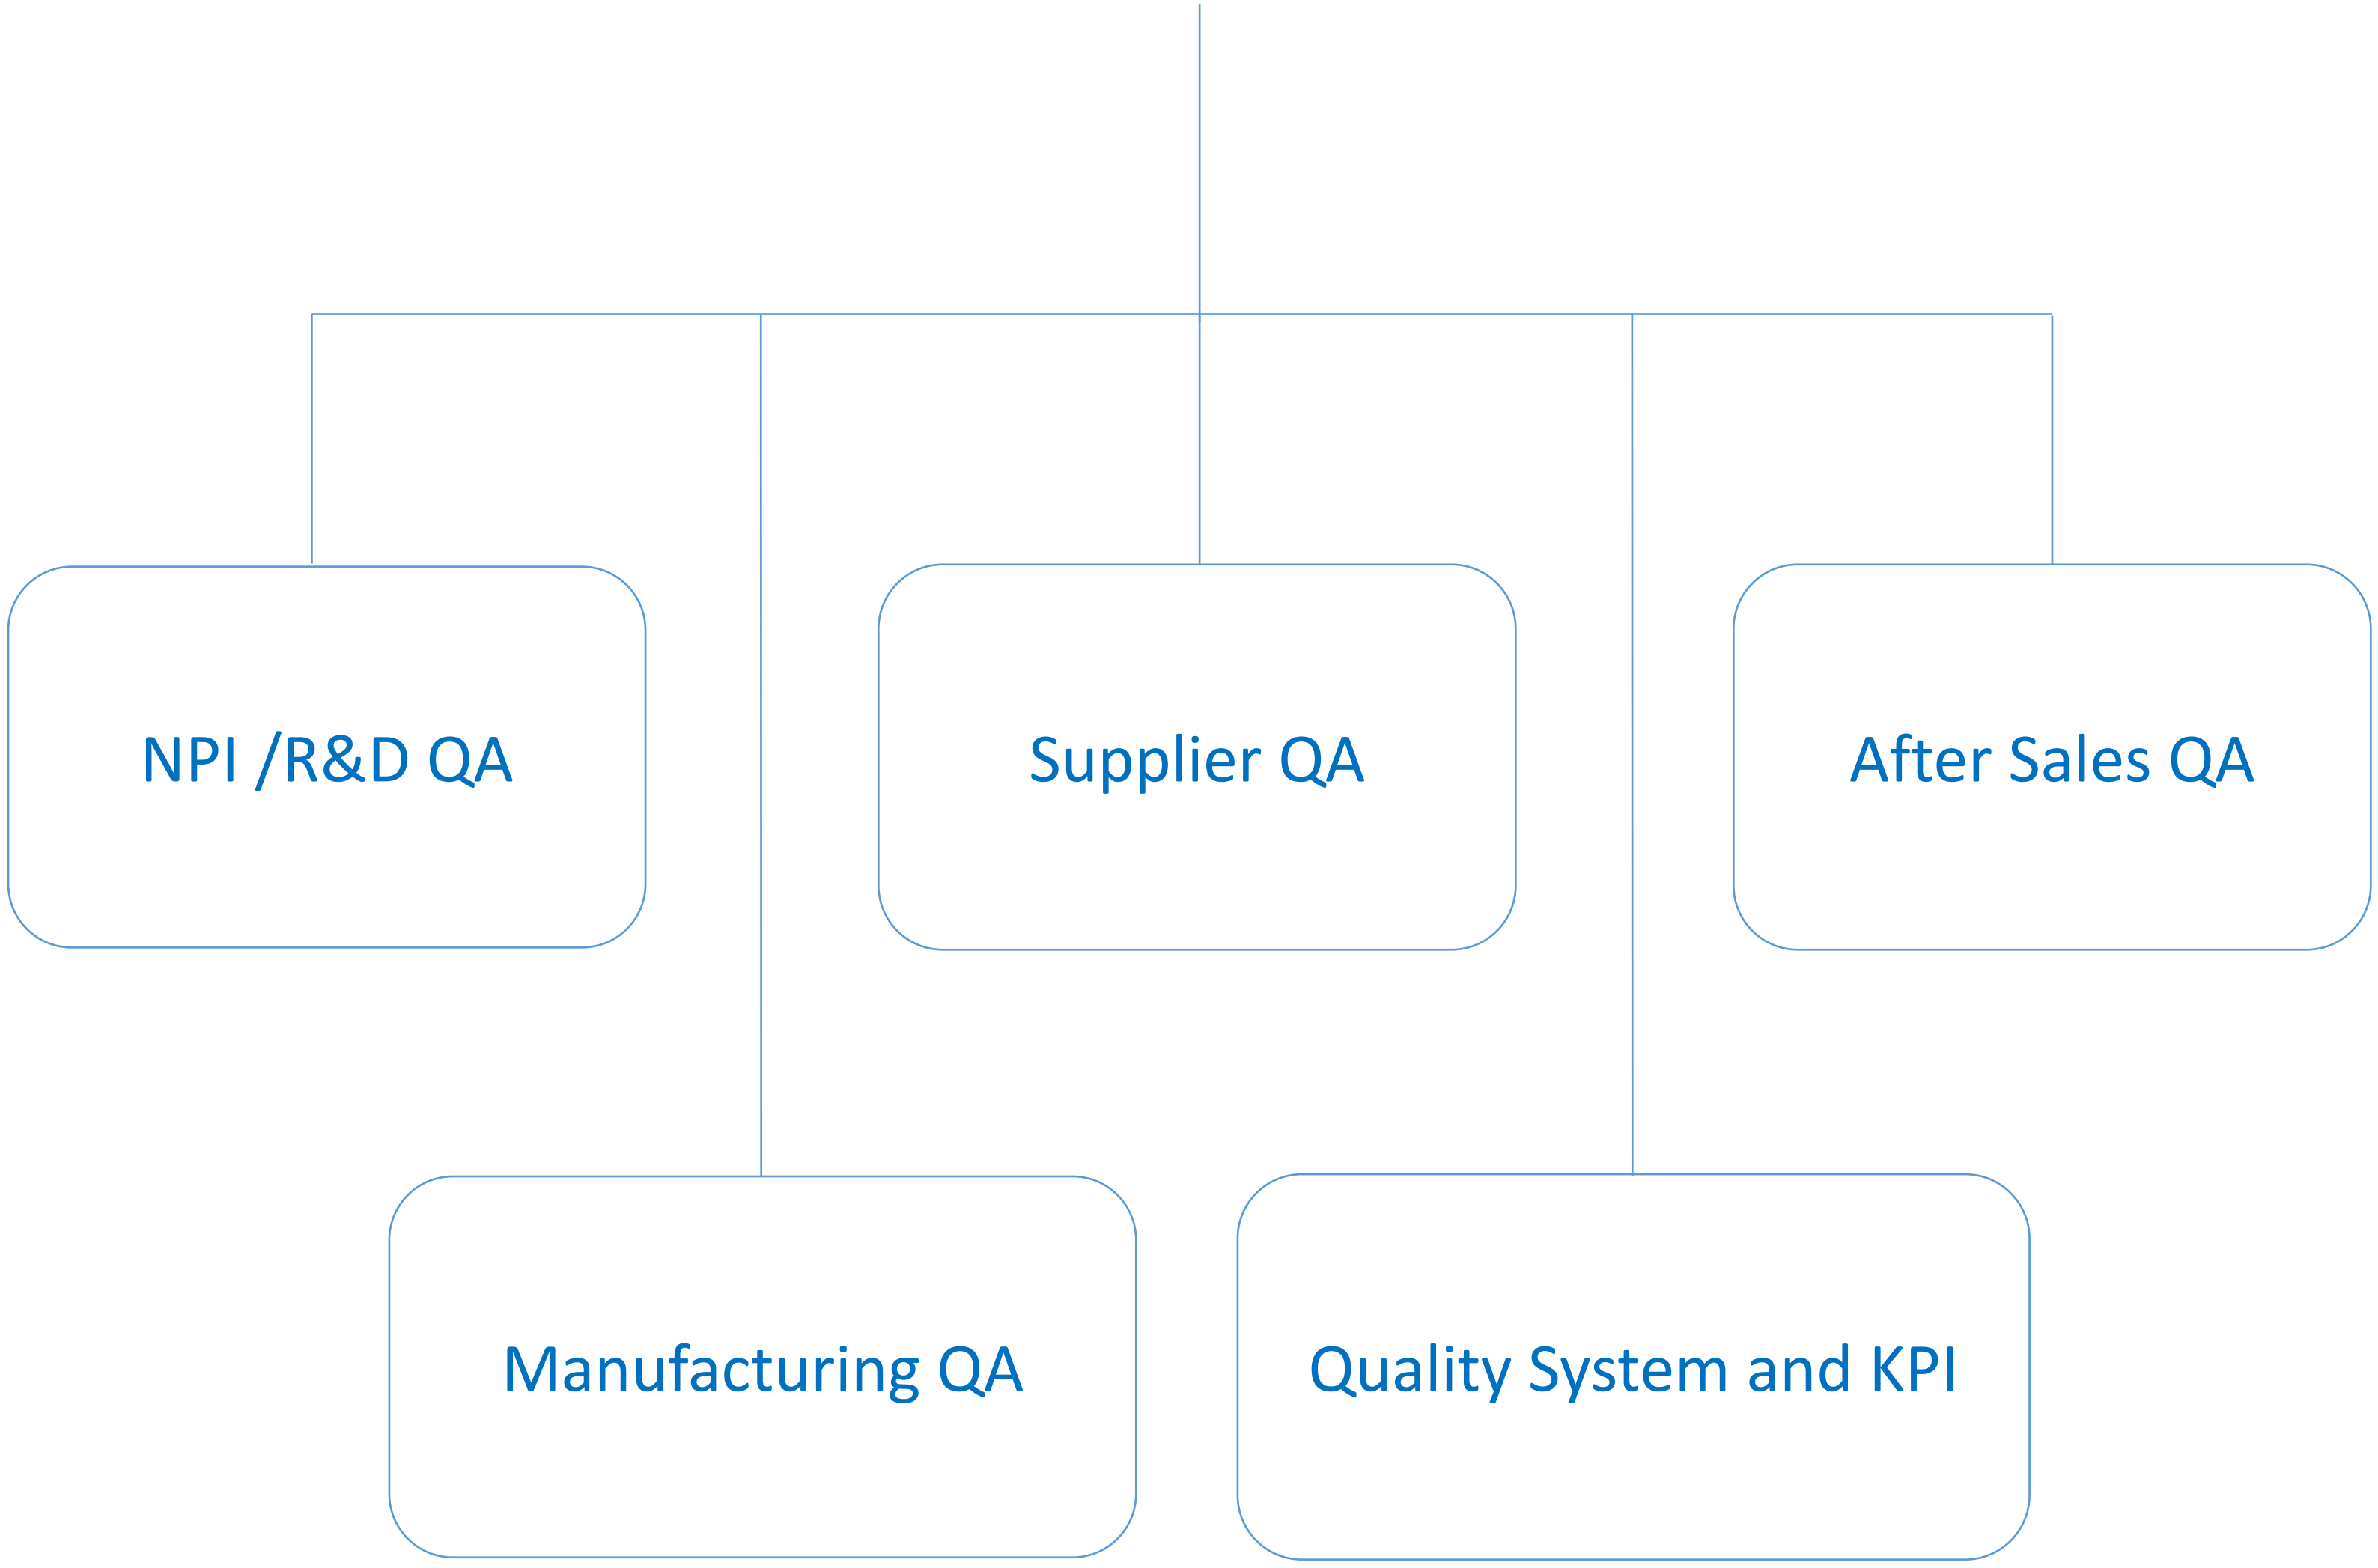 NPI /R&D QA
Supplier QA
After Sales QA
Manufacturing QA
Quality System and KPI